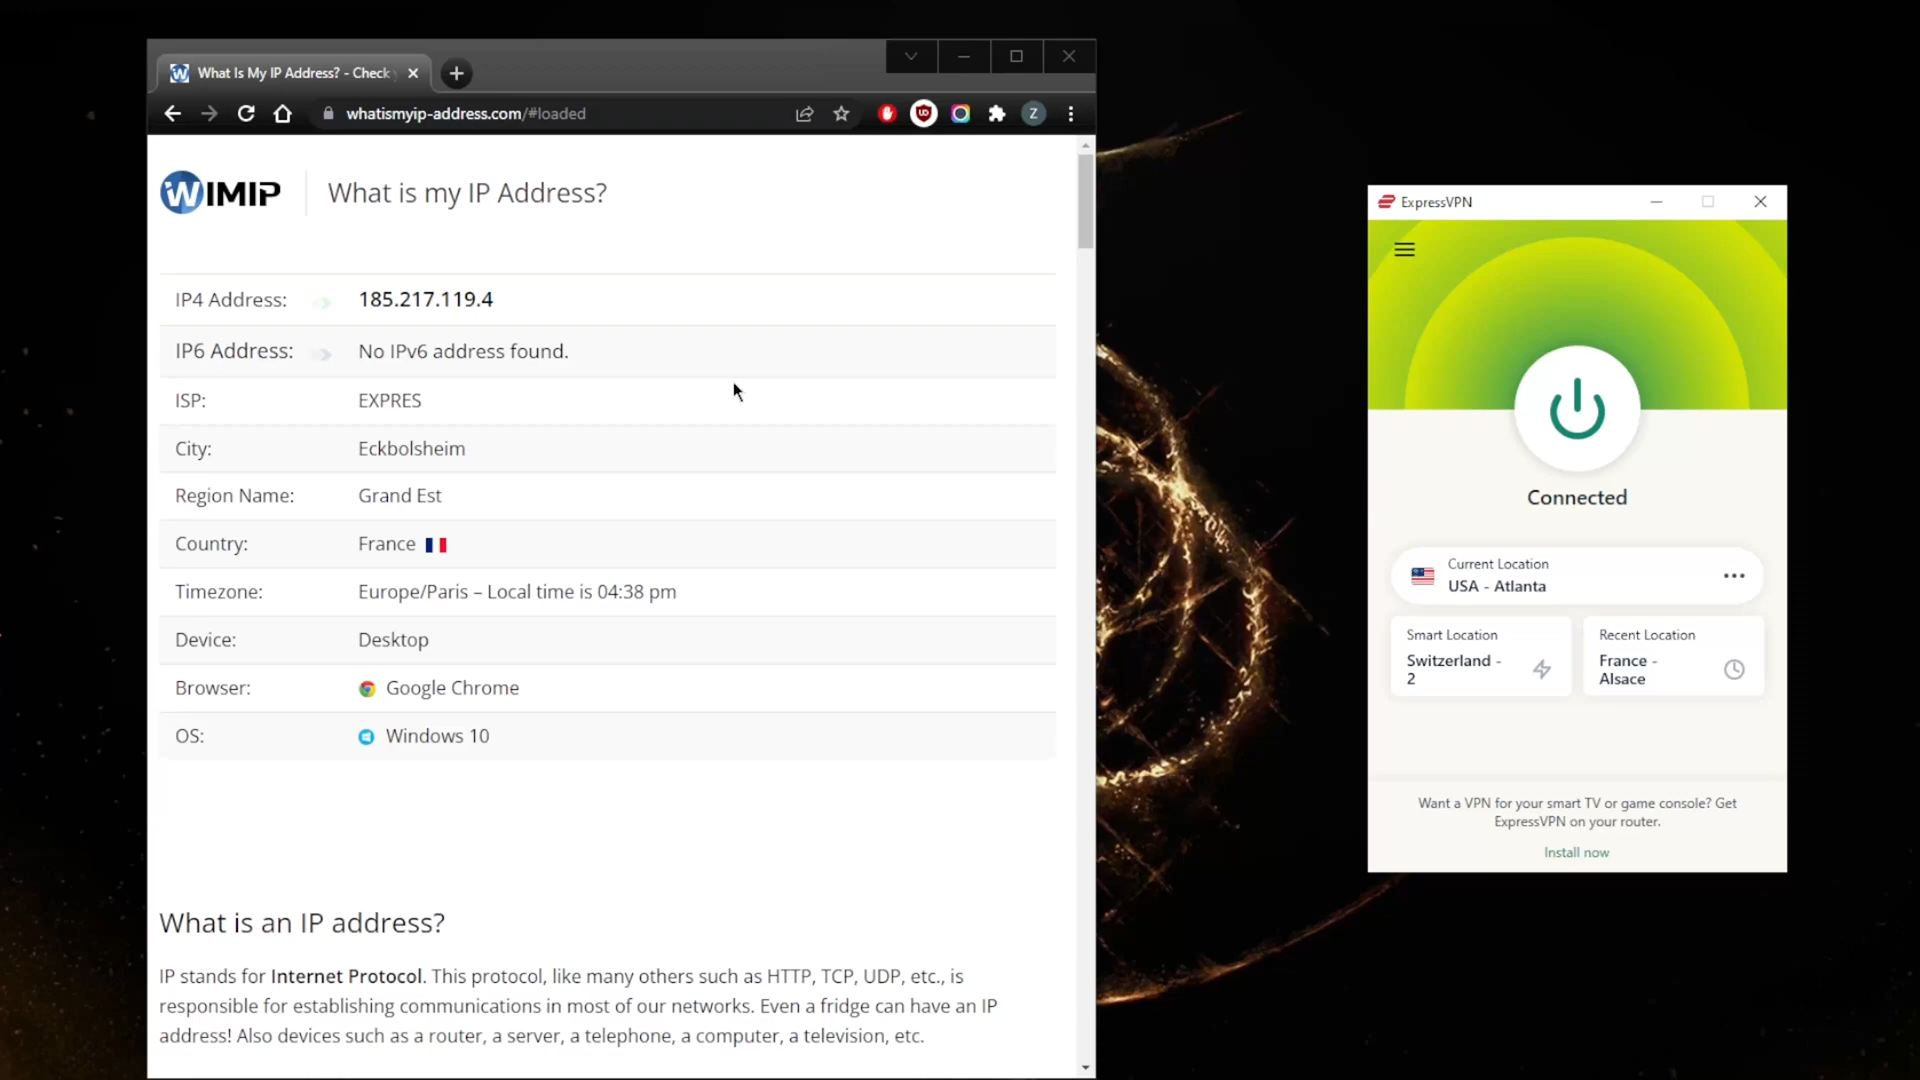 What Is My IP Address? - Check
whatismyip-address.com/#loaded
Z
WIMIP
What is my IP Address?
IP4 Address: 185.217.119.4
IP6 Address: No IPv6 address found.
ISP: EXPRES
City: Eckbolsheim
Region Name: Grand Est
Country: France
Timezone: Europe/Paris – Local time is 04:38 pm
Device: Desktop
Browser: Google Chrome
OS: Windows 10
What is an IP address?
IP stands for Internet Protocol. This protocol, like many others such as HTTP, TCP, UDP, etc., is
responsible for establishing communications in most of our networks. Even a fridge can have an IP
address! Also devices such as a router, a server, a telephone, a computer, a television, etc.
ExpressVPN
Connected
Current Location
USA - Atlanta
Smart Location
Switzerland -
2
Recent Location
France -
Alsace
Want a VPN for your smart TV or game console? Get
ExpressVPN on your router.
Install now